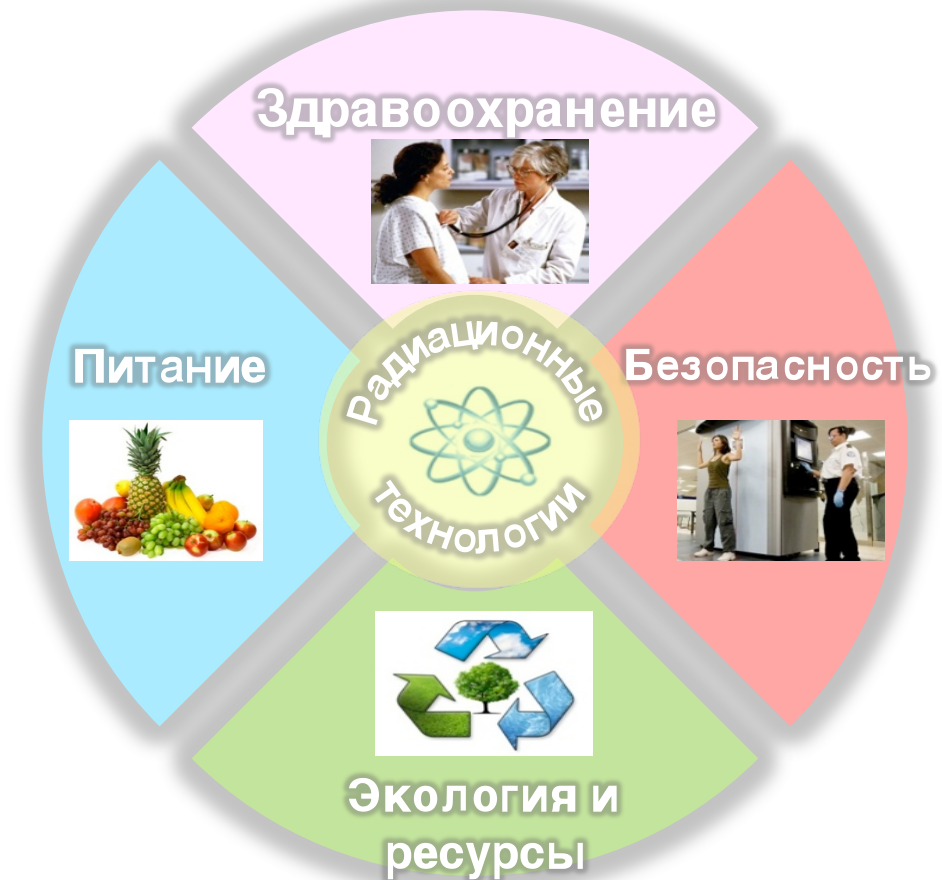 Здравоохранение
Питание
Радиационные
технологии
Безопасность
Экология и
ресурсы